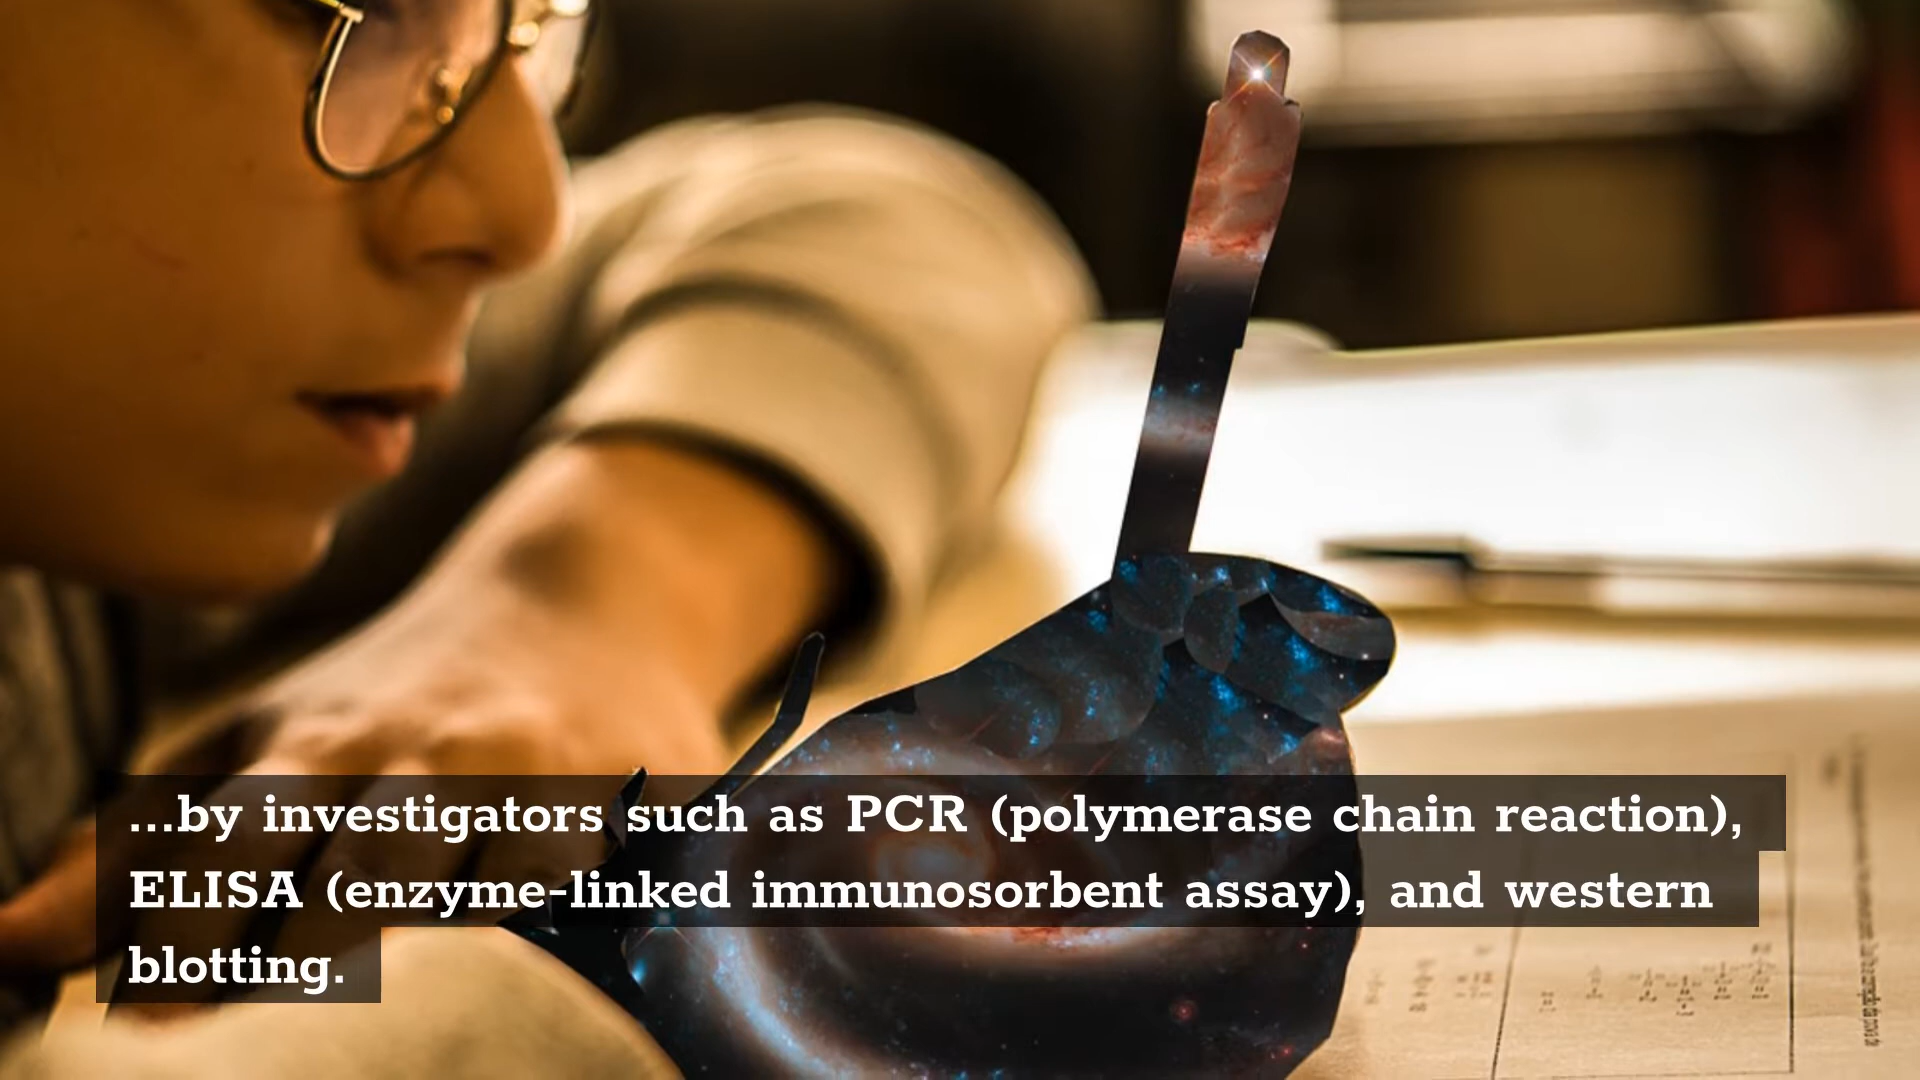 ...by investigators such as PCR (polymerase chain reaction),
ELISA (enzyme-linked immunosorbent assay), and western
blotting.